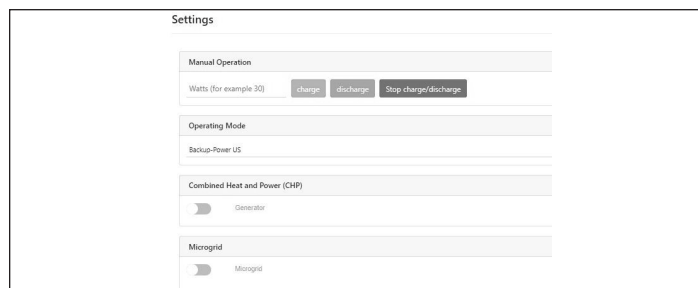 Settings
Manual Operation
Watts (for example 30) charge discharge Stop charge/discharge
Operating Mode
Backup-Power US
Combined Heat and Power (CHP)
Generator
Microgrid
Microgrid